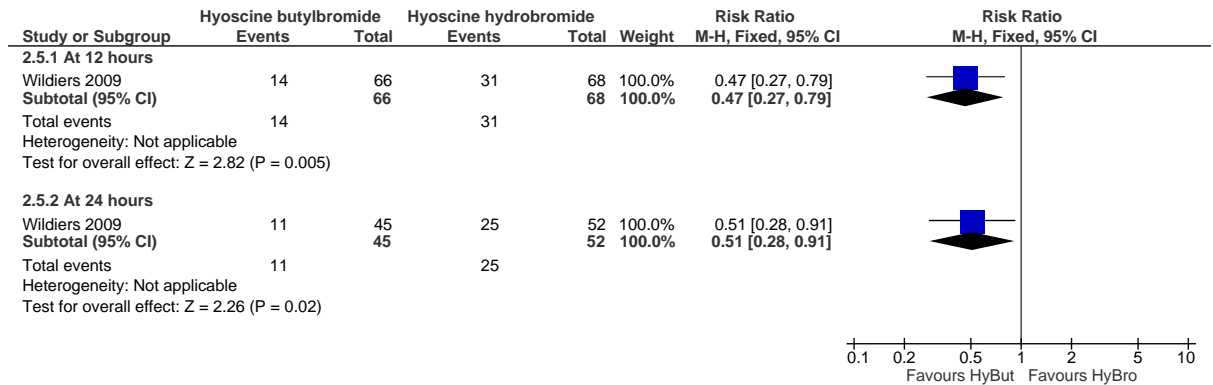 Hyoscine butylbromide Hyoscine hydrobromide Risk Ratio Risk Ratio
Study or Subgroup Events Total Events Total Weight M-H, Fixed, 95% CI M-H, Fixed, 95% CI
2.5.1 At 12 hours
Wildiers 2009 14 66 31 68 100.0% 0.47 [0.27, 0.79]
Subtotal (95% CI) 66 68 100.0% 0.47 [0.27, 0.79]
Total events 14 31
Heterogeneity: Not applicable
Test for overall effect: Z = 2.82 (P = 0.005)
2.5.2 At 24 hours
Wildiers 2009 11 45 25 52 100.0% 0.51 [0.28, 0.91]
Subtotal (95% CI) 45 52 100.0% 0.51 [0.28, 0.91]
Total events 11 25
Heterogeneity: Not applicable
Test for overall effect: Z = 2.26 (P = 0.02)
0.1 0.2 0.5 1 2 5 10
Favours HyBut Favours HyBro